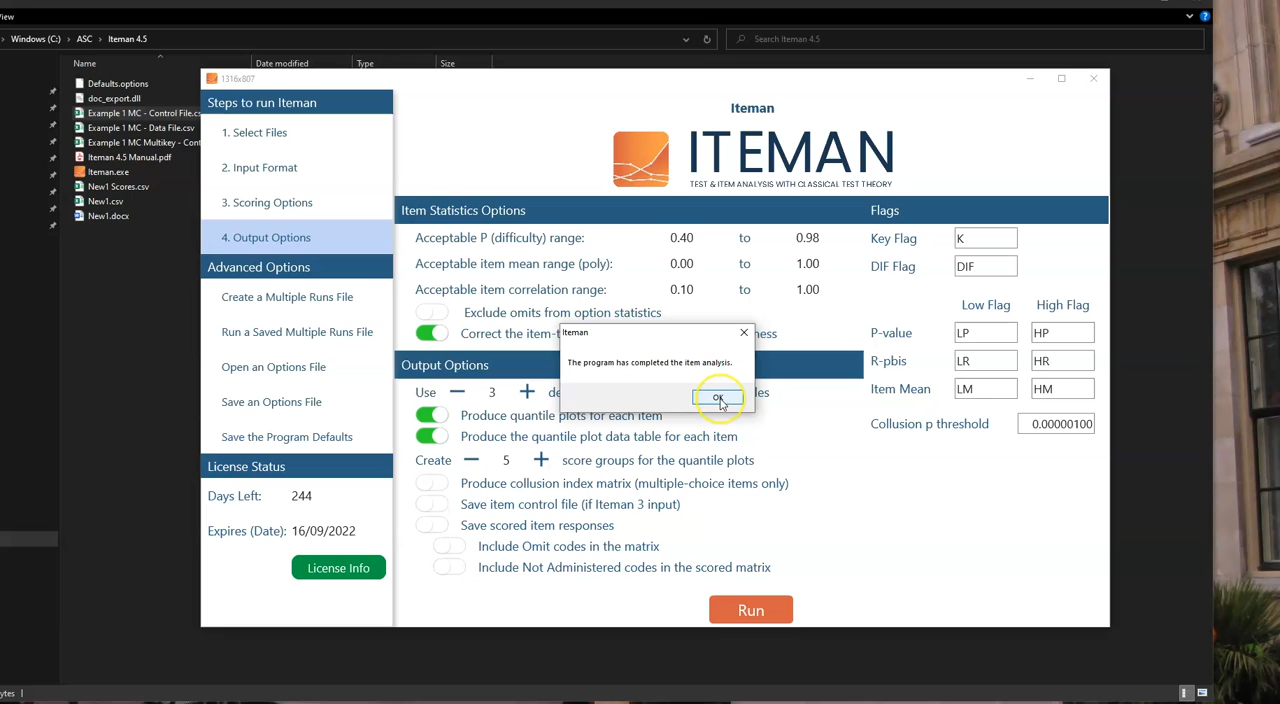 View
Windows (C:) > ASC > Iteman 4.5
Search Iteman 4.5
Name Date modified Type Size
Defaults.options
doc_export.dll
Example 1 MC - Control File.cs
Example 1 MC - Data File.csv
Example 1 MC Multikey - Cont
Iteman 4.5 Manual.pdf
Iteman.exe
New1 Scores.csv
New1.csv
New1.docx
ytes
1316x807
Steps to run Iteman
1. Select Files
2. Input Format
3. Scoring Options
4. Output Options
Advanced Options
Create a Multiple Runs File
Run a Saved Multiple Runs File
Open an Options File
Save an Options File
Save the Program Defaults
License Status
Days Left: 244
Expires (Date): 16/09/2022
License Info
Iteman
ITEMAN
TEST & ITEM ANALYSIS WITH CLASSICAL TEST THEORY
Item Statistics Options
Acceptable P (difficulty) range: 0.40 to 0.98
Acceptable item mean range (poly): 0.00 to 1.00
Acceptable item correlation range: 0.10 to 1.00
Exclude omits from option statistics
Correct the item-t
ness
Iteman
The program has completed the item analysis.
OK
Output Options
Use 3 de
les
Produce quantile plots for each item
Produce the quantile plot data table for each item
Create 5 score groups for the quantile plots
Produce collusion index matrix (multiple-choice items only)
Save item control file (if Iteman 3 input)
Save scored item responses
Include Omit codes in the matrix
Include Not Administered codes in the scored matrix
Run
Flags
Key Flag K
DIF Flag DIF
Low Flag High Flag
P-value LP HP
R-pbis LR HR
Item Mean LM HM
Collusion p threshold 0.00000100